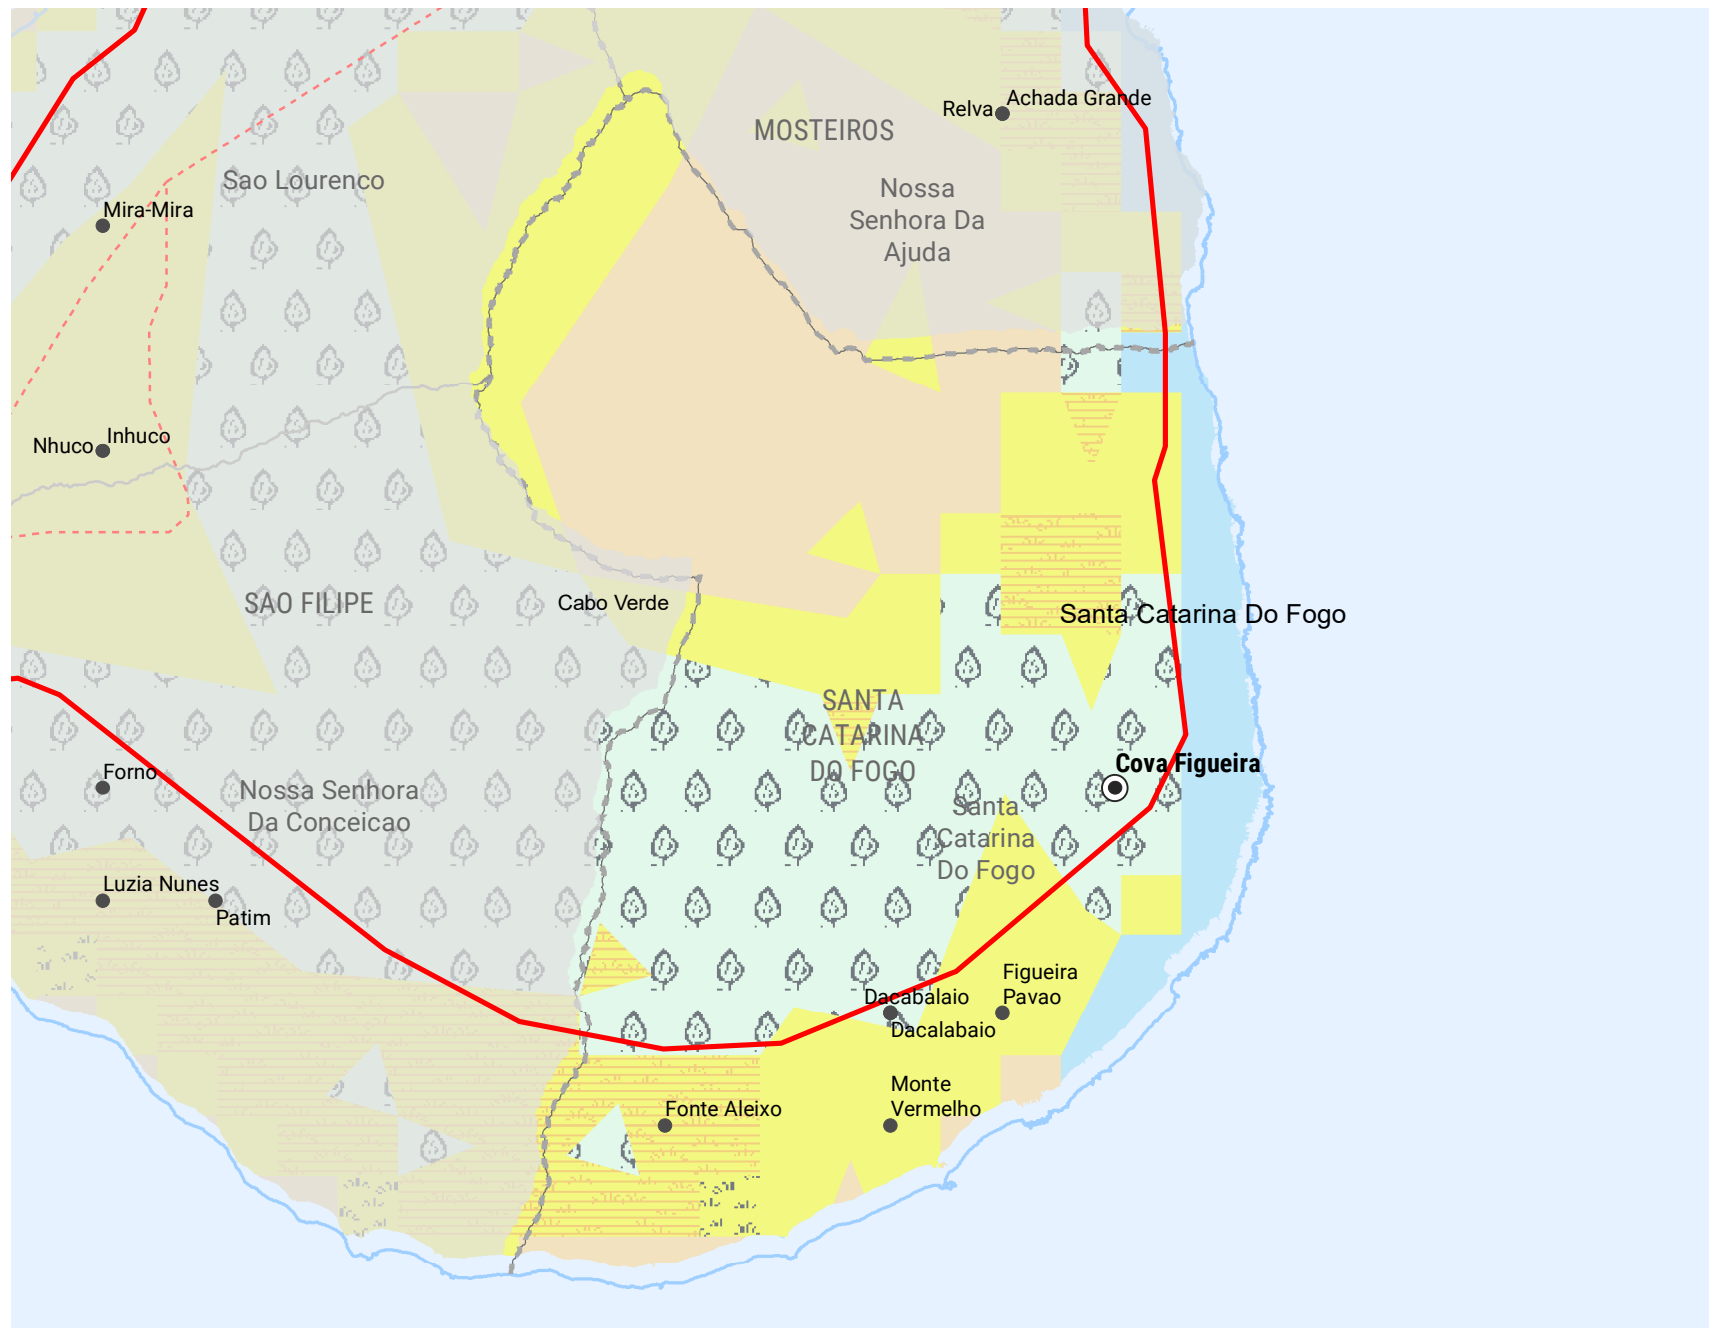 Relva
Achada Grande
MOSTEIROS
Sao Lourenco
Nossa
Senhora Da
Ajuda
Mira-Mira
Nhuco
Inhuco
SAO FILIPE
Cabo Verde
Santa Catarina Do Fogo
SANTA
CATARINA
DO FOGO
Cova Figueira
Forno
Nossa Senhora
Da Conceicao
Santa
Catarina
Do Fogo
Luzia Nunes
Patim
Figueira
Pavao
Dacabalaio
Dacalabaio
Monte
Vermelho
Fonte Aleixo